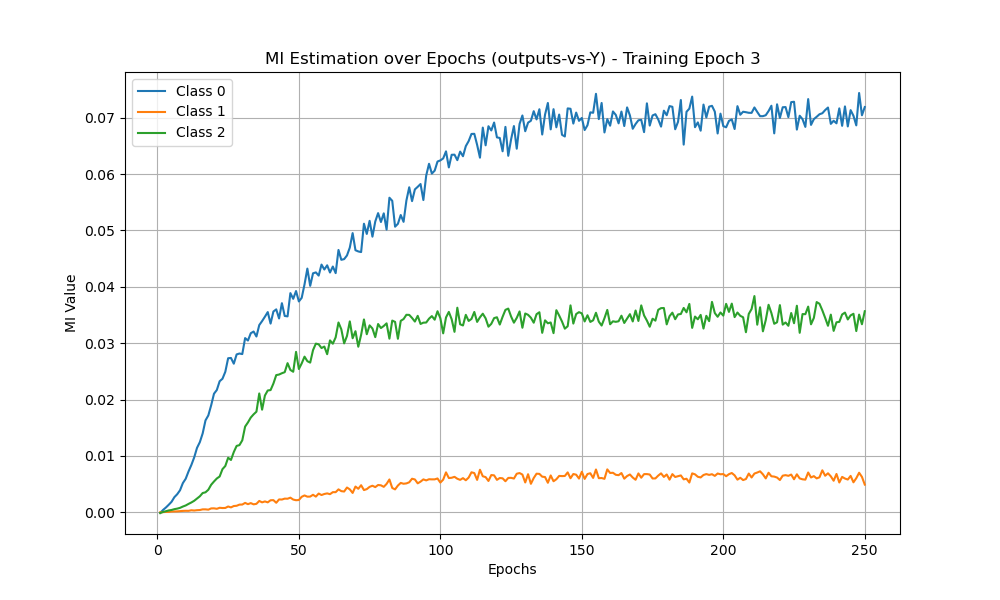 MI Estimation over Epochs (outputs-vs-Y) - Training Epoch 3
Class 0
Class 1
Class 2
MI Value
0.07
0.06
0.05
0.04
0.03
0.02
0.01
0.00
0 50 100 150 200 250
Epochs